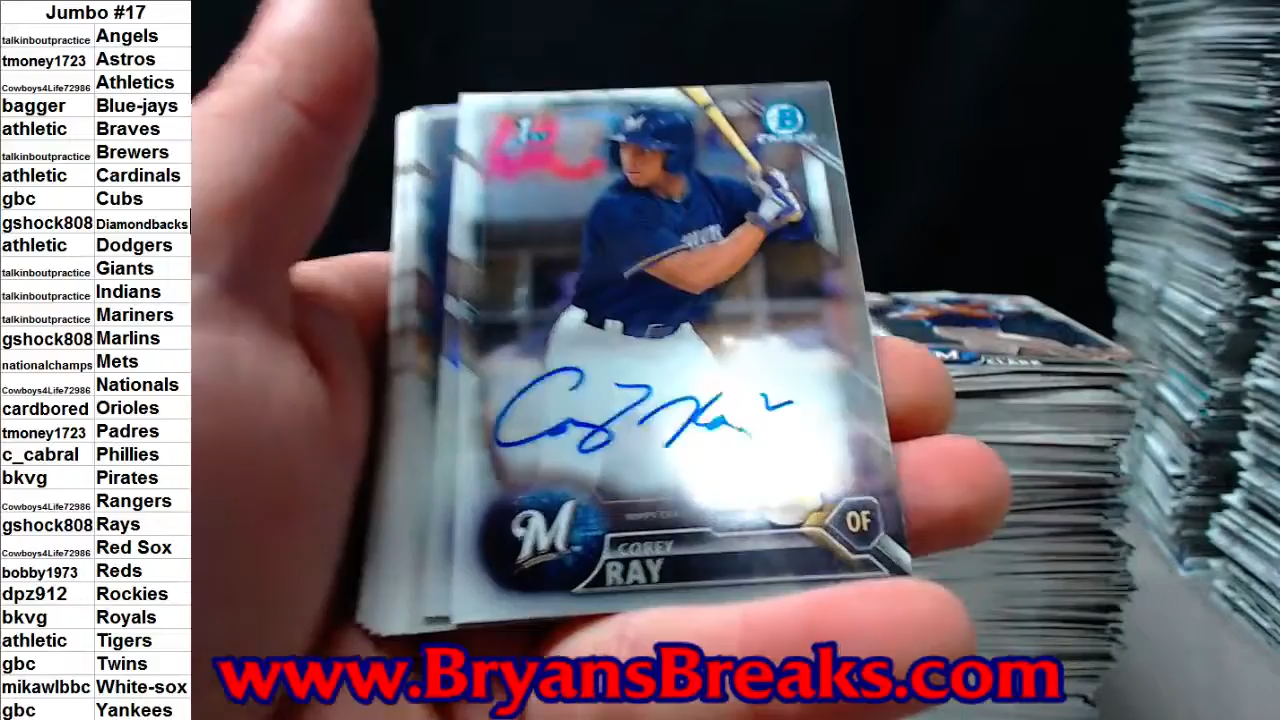 Jumbo #17
talkinboutpractice Angels
tmoney1723 Astros
Cowboys4Life72986 Athletics
bagger Blue-jays
athletic Braves
talkinboutpractice Brewers
athletic Cardinals
gbc Cubs
gshock808 Diamondbacks
athletic Dodgers
talkinboutpractice Giants
talkinboutpractice Indians
talkinboutpractice Mariners
gshock808 Marlins
nationalchamps Mets
Cowboys4Life72986 Nationals
cardbored Orioles
tmoney1723 Padres
c_cabral Phillies
bkvg Pirates
Cowboys4Life72986 Rangers
gshock808 Rays
Cowboys4Life72986 Red Sox
bobby1973 Reds
dpz912 Rockies
bkvg Royals
athletic Tigers
gbc Twins
mikawlbbc White-sox
gbc Yankees
B
M
OF
COREY
RAY
www.BryansBreaks.com